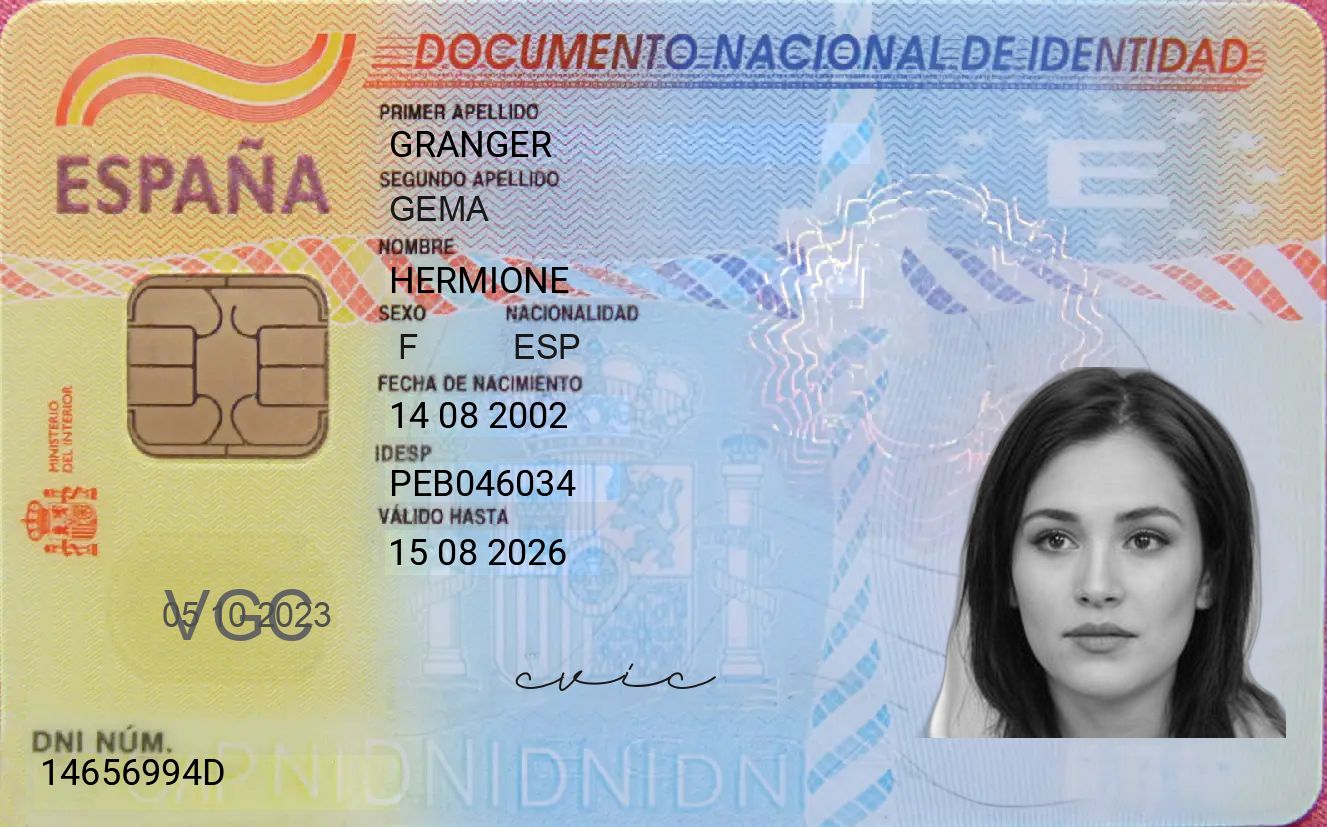 DOCUMENTO NACIONAL DE IDENTIDAD
ESPAÑA
PRIMER APELLIDO
GRANGER
SEGUNDO APELLIDO
GEMA
NOMBRE
HERMIONE
SEXO NACIONALIDAD
F ESP
FECHA DE NACIMIENTO
14 08 2002
IDESP
PEB046034
VÁLIDO HASTA
15 08 2026
MINISTERIO
DEL INTERIOR
E
VGC
05 10 2023
cvic
DNI NÚM.
14656994D
DNIDNIDNIDNI